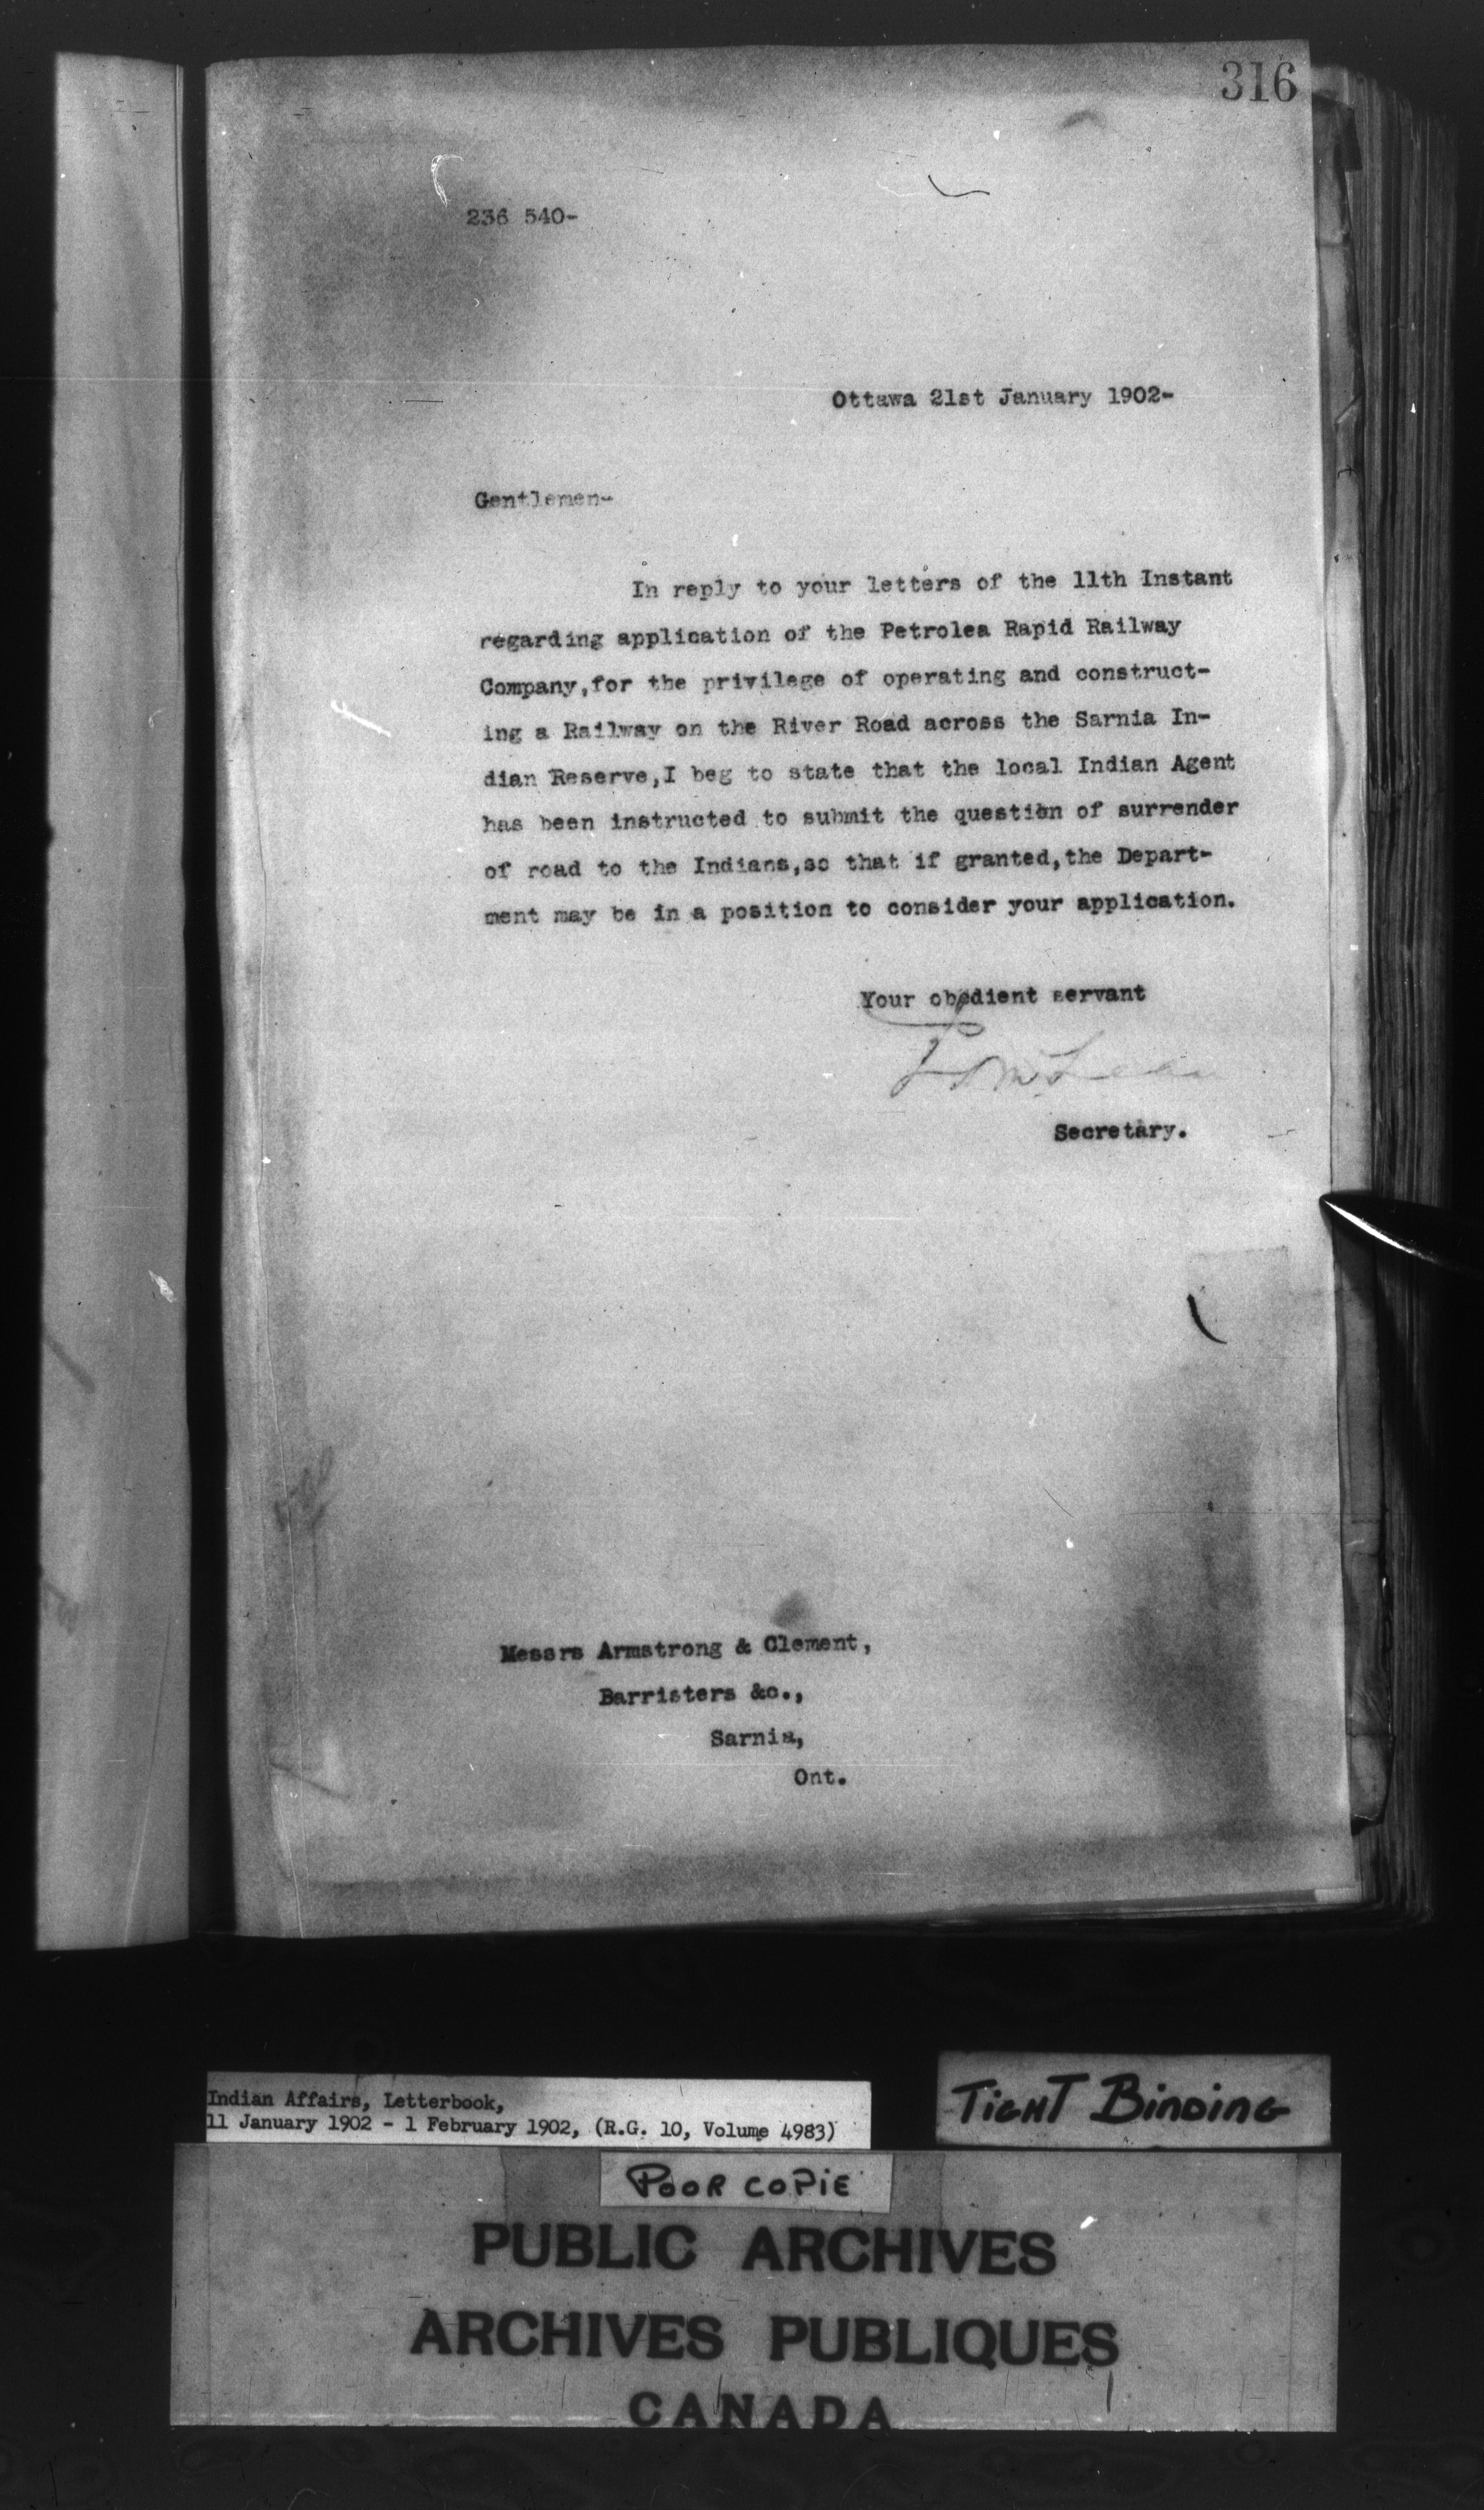 316
236 540-
Ottawa 21st January 1902-
Gentlemen-
In reply to your letters of the 11th Instant
regarding application of the Petrolea Rapid Railway
Company,for the privilege of operating and construct-
ing a Railway on the River Road across the Sarnia In-
dian Reserve,I beg to state that the local Indian Agent
has been instructed to submit the question of surrender
of road to the Indians,so that if granted,the Depart-
ment may be in a position to consider your application.
Your obedient servant
McLean
Secretary.
Messrs Armstrong & Clement,
Barristers &c.,
Sarnia,
Ont.
Indian Affairs, Letterbook,
11 January 1902 - 1 February 1902, (R.G. 10, Volume 4983)
TIGHT BINDING
POOR COPIE
PUBLIC ARCHIVES
ARCHIVES PUBLIQUES
CANADA